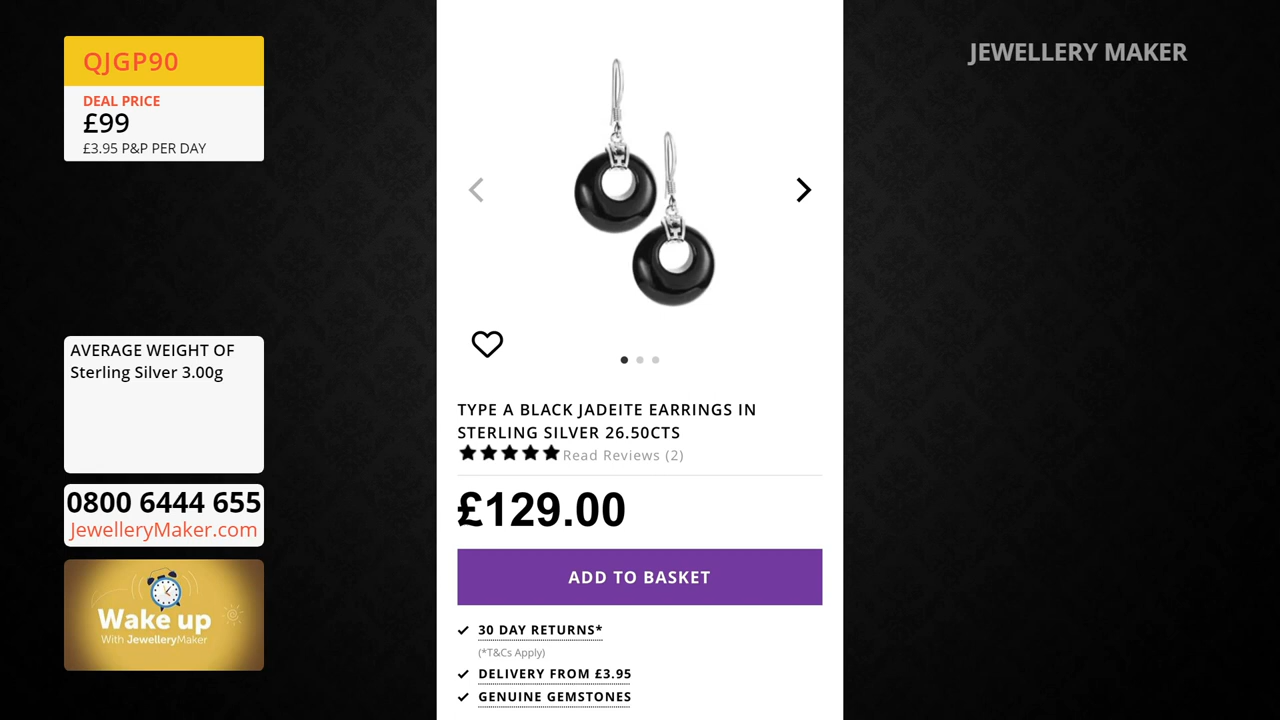 QJGP90
DEAL PRICE
£99
£3.95 P&P PER DAY
AVERAGE WEIGHT OF
Sterling Silver 3.00g
0800 6444 655
JewelleryMaker.com
Wake up
With JewelleryMaker
JEWELLERY MAKER
TYPE A BLACK JADEITE EARRINGS IN
STERLING SILVER 26.50CTS
Read Reviews (2)
£129.00
ADD TO BASKET
30 DAY RETURNS*
(*T&Cs Apply)
DELIVERY FROM £3.95
GENUINE GEMSTONES